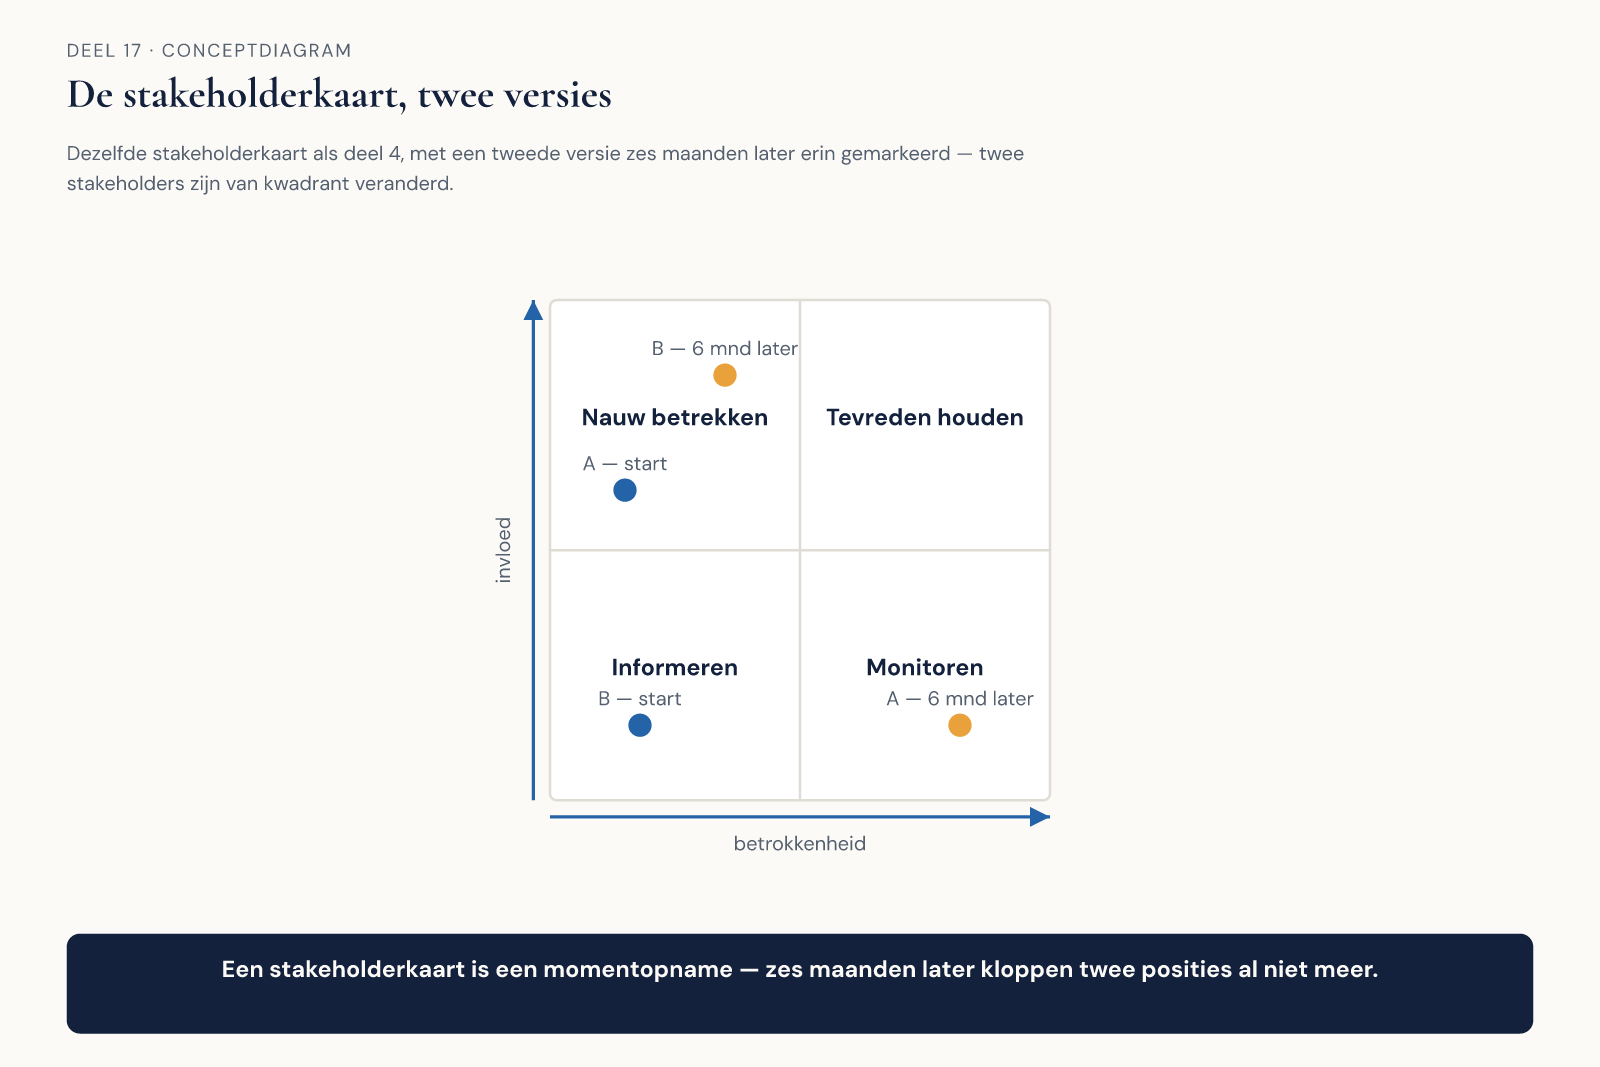 DEEL 17 · CONCEPTDIAGRAM
De stakeholderkaart, twee versies
Dezelfde stakeholderkaart als deel 4, met een tweede versie zes maanden later erin gemarkeerd — twee
stakeholders zijn van kwadrant veranderd.
B — 6 mnd later
Nauw betrekken
Tevreden houden
A — start
invloed
Informeren
Monitoren
B — start
A — 6 mnd later
betrokkenheid
Een stakeholderkaart is een momentopname — zes maanden later kloppen twee posities al niet meer.